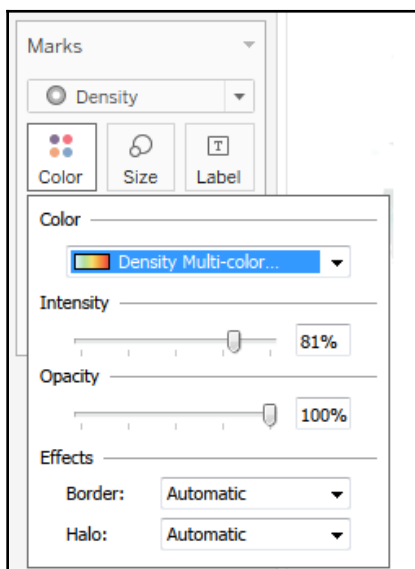 Marks
Density
T
Color Size Label
Color
Density Multi-color...
Intensity
81%
Opacity
100%
Effects
Border: Automatic
Halo: Automatic